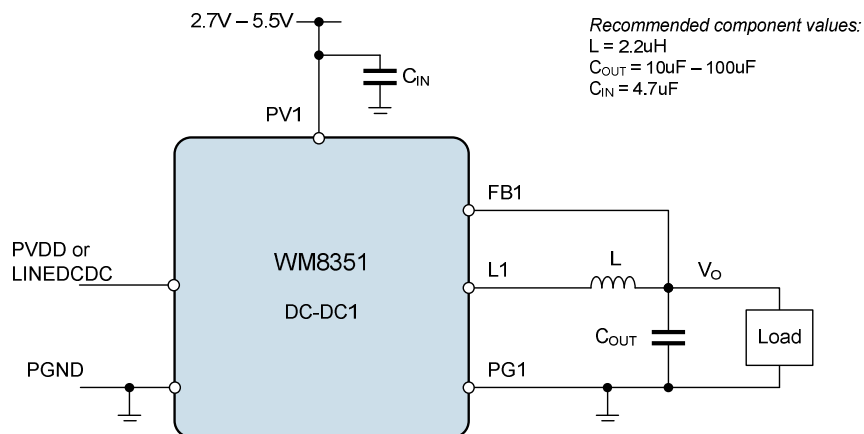 2.7V – 5.5V
Recommended component values:
L = 2.2uH
COUT = 10uF – 100uF
CIN = 4.7uF
CIN
PV1
FB1
PVDD or
LINEDCDC
WM8351
L1
L
VO
DC-DC1
COUT
Load
PGND
PG1